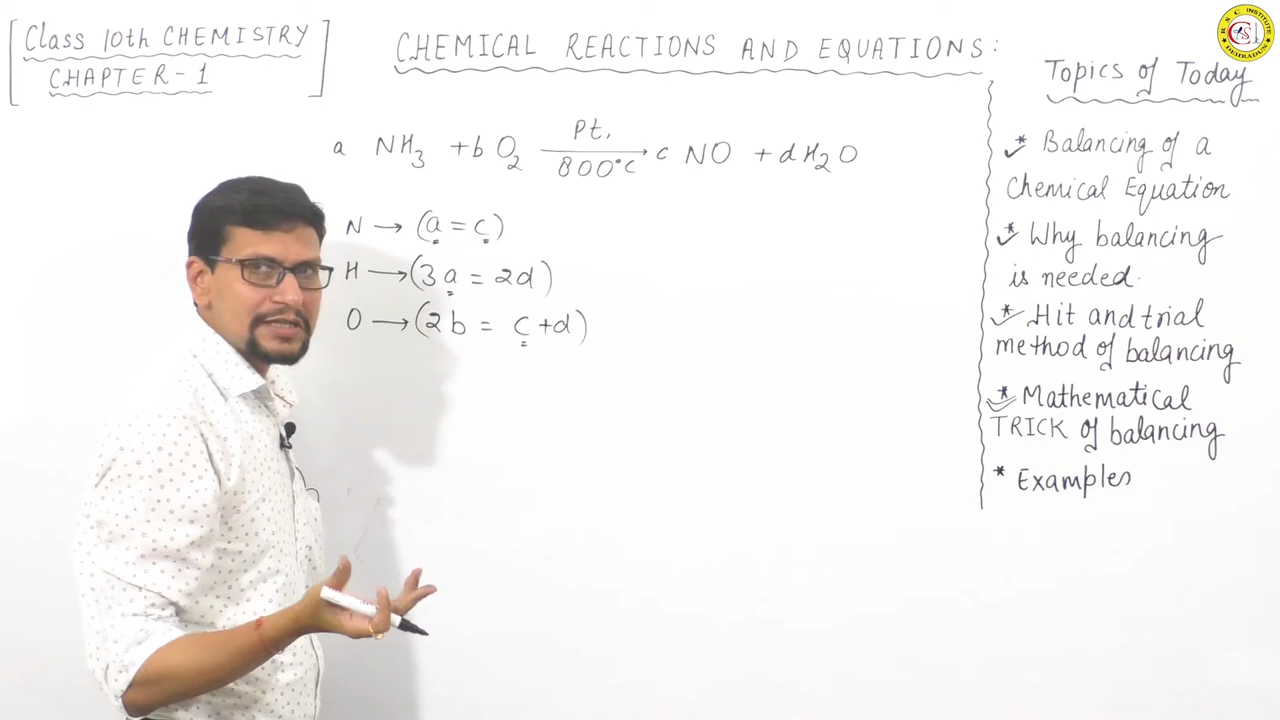 Class 10th CHEMISTRY
CHAPTER-1
CHEMICAL REACTIONS AND EQUATIONS:
a NH₃ + b O₂ —Pt, 800°C→ c NO + d H₂O
N → (a = c)
H → (3a = 2d)
O → (2b = c + d)
Topics of Today
* Balancing of a
Chemical Equation
* Why balancing
is needed.
* Hit and trial
method of balancing
* Mathematical
TRICK of balancing
* Examples
R S C INSTITUTE
DEHRADUN